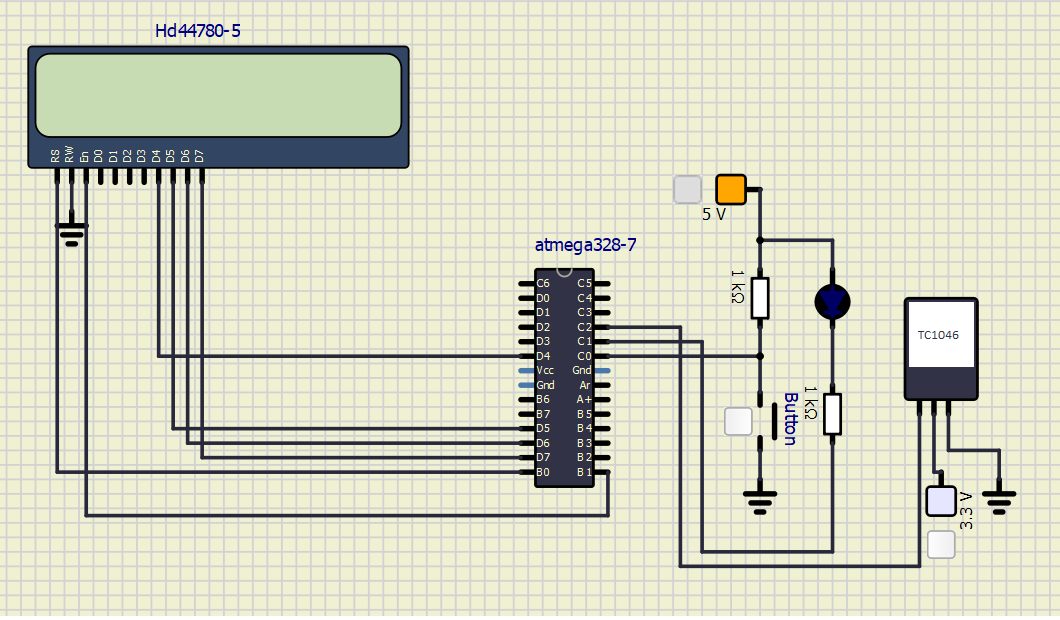 Hd44780-5
RS RW En D0 D1 D2 D3 D4 D5 D6 D7
5 V
atmega328-7
C6 C5
D0 C4
D1 C3
D2 C2
D3 C1
D4 C0
Vcc Gnd
Gnd Ar
B6 A+
B7 B5
D5 B4
D6 B3
D7 B2
B0 B1
1 kΩ
1 kΩ
Button
TC1046
3.3 V